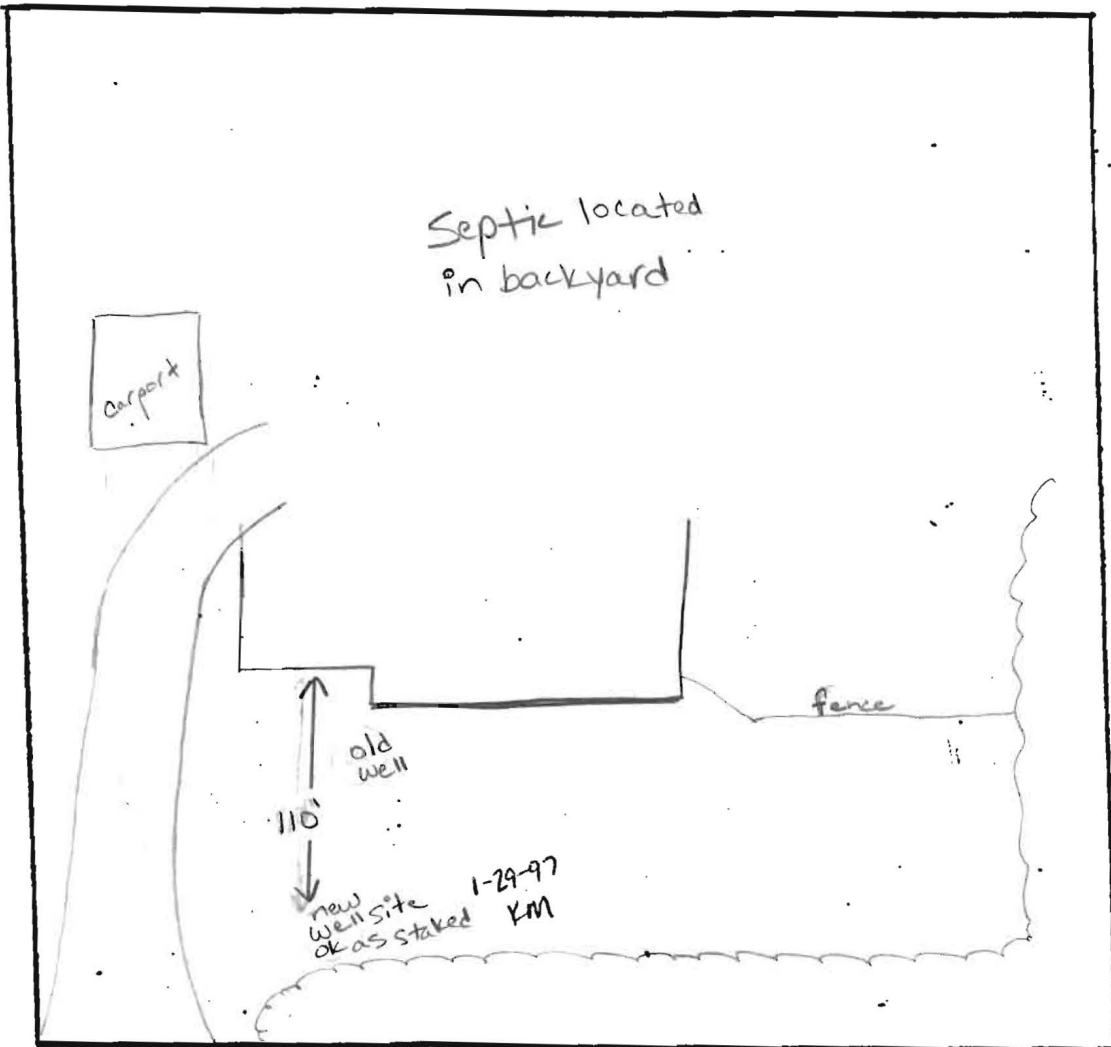 Septic located
in backyard
carport
fence
old
well
110'
new
well site
ok as staked
1-29-97
KM